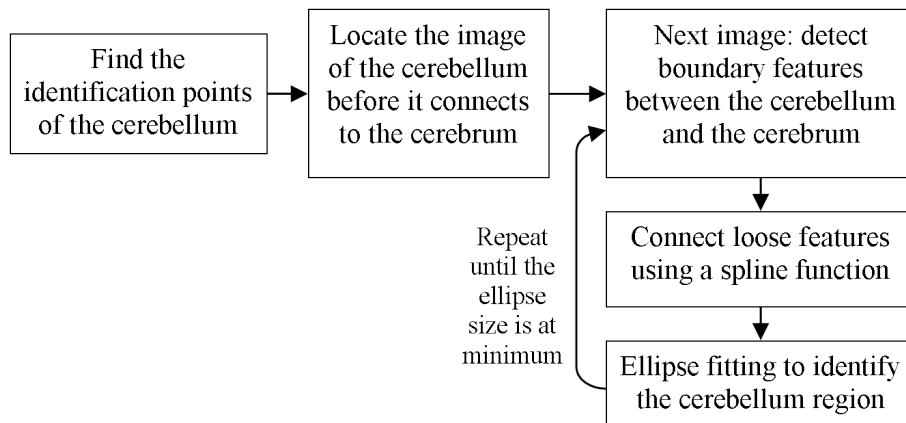 Find the
identification points
of the cerebellum
Locate the image
of the cerebellum
before it connects
to the cerebrum
Next image: detect
boundary features
between the cerebellum
and the cerebrum
Connect loose features
using a spline function
Ellipse fitting to identify
the cerebellum region
Repeat
until the
ellipse
size is at
minimum